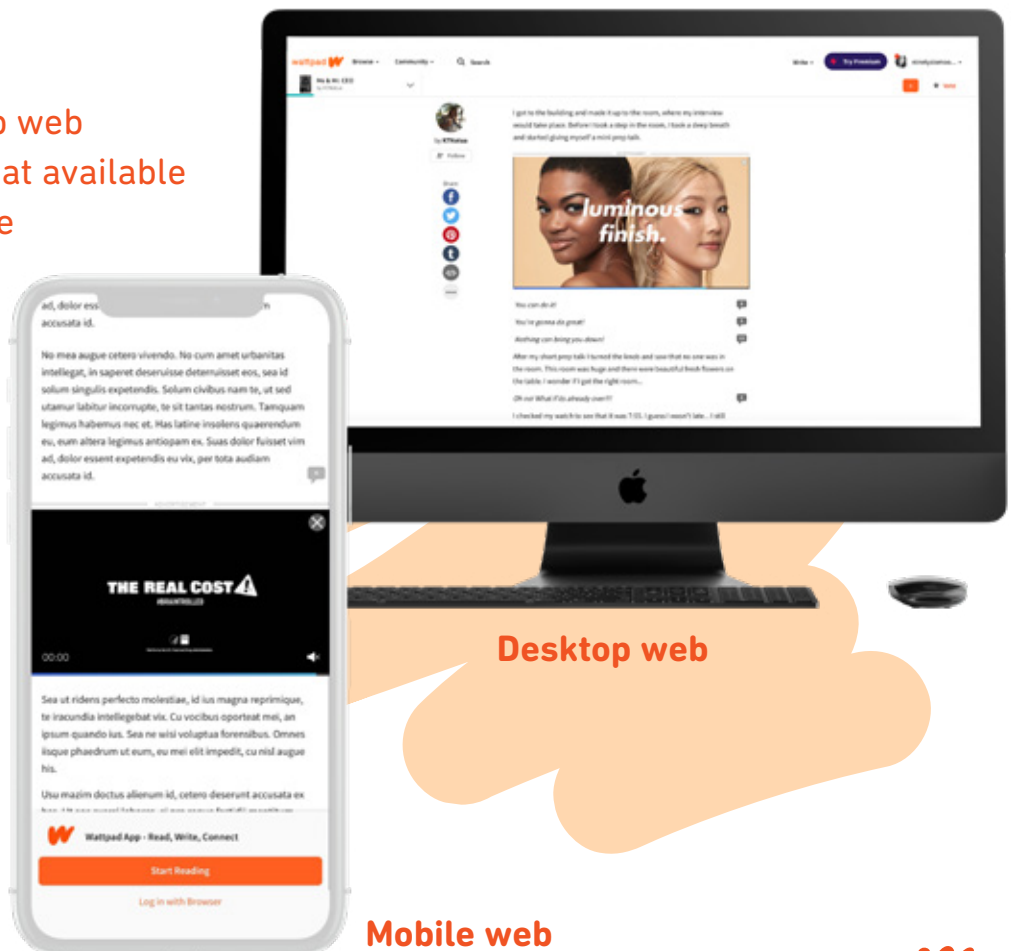 web
at available
wattpad
Browse
Community
Search
Write
Try Premium
by
Follow
Share
I got to the building and made it up to the room, where my interview
would take place. Before I took a step in the room, I took a deep breath
and started giving myself a mini prep talk.
luminous
finish.
You can do it!
You're gonna do great!
Nothing can bring you down!
After my short prep talk I turned the knob and saw that no one was in
the room. This room was huge and there were beautiful fresh flowers on
the table. I wonder if I got the right room...
Oh no! What if its already over?!!
I checked my watch to see that it was 7:55. I guess I wasn't late... I still
Desktop web
ad, dolor ess
accusata id.
No mea augue cetero vivendo. No cum amet urbanitas
intellegat, in saperet deseruisse deterruisset eos, sea id
solum singulis expetendis. Solum civibus nam te, ut sed
utamur labitur incorrupte, te sit tantas nostrum. Tamquam
legimus habemus nec et. Has latine insolens quaerendum
eu, eum altera legimus antiopam ex. Suas dolor fuisset vim
ad, dolor essent expetendis eu vix, per tota audiam
accusata id.
THE REAL COST
00:00
Sea ut ridens perfecto molestiae, id ius magna reprimique,
te iracundia intellegebat vix. Cu vocibus oporteat mei, an
ipsum quando ius. Sea ne wisi voluptua forensibus. Omnes
iisque phaedrum ut eum, eu mei elit impedit, cu nisl augue
his.
Usu mazim doctus alienum id, cetero deserunt accusata ex
Wattpad App - Read, Write, Connect
Start Reading
Log in with Browser
Mobile web